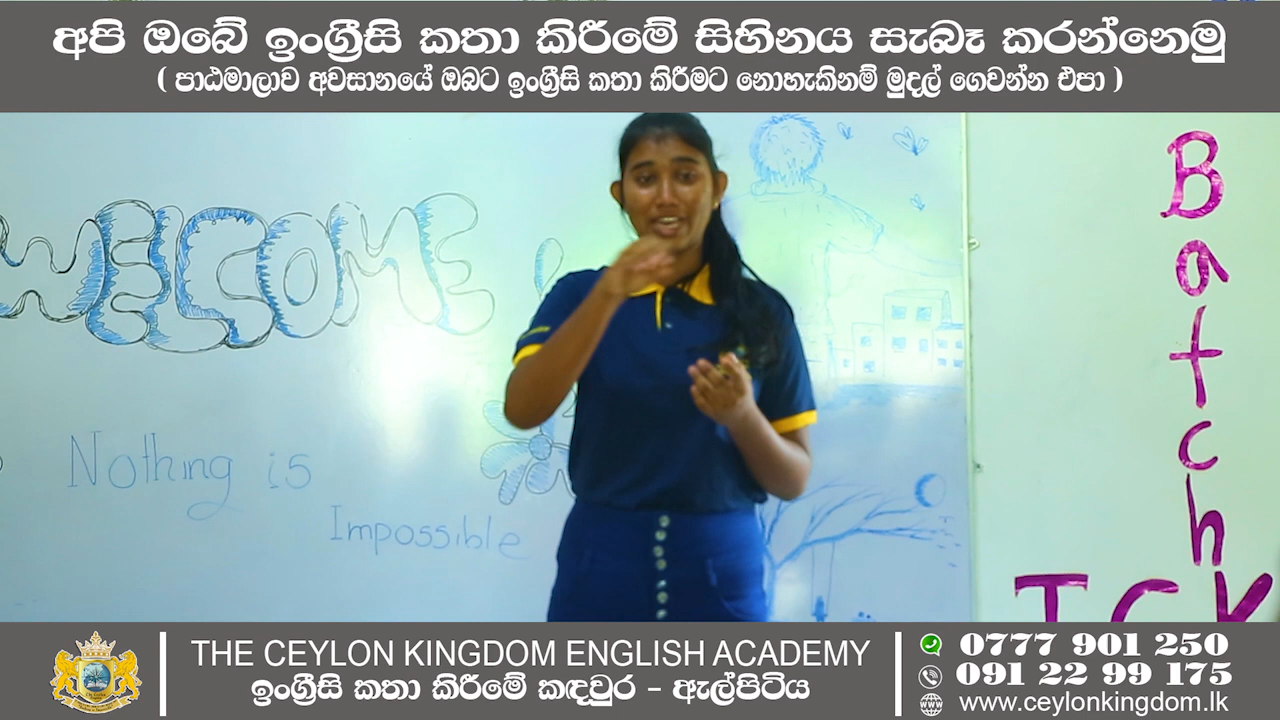 අපි ඔබේ ඉංග්‍රීසි කතා කිරීමේ සිහිනය සැබෑ කරන්නෙමු
( පාඨමාලාව අවසානයේ ඔබට ඉංග්‍රීසි කතා කිරීමට නොහැකිනම් මුදල් ගෙවන්න එපා )
WELCOME
Nothing is
Impossible
Batch
TCK
THE CEYLON KINGDOM ENGLISH ACADEMY
ඉංග්‍රීසි කතා කිරීමේ කඳවුර - ඇල්පිටිය
0777 901 250
091 22 99 175
www.ceylonkingdom.lk